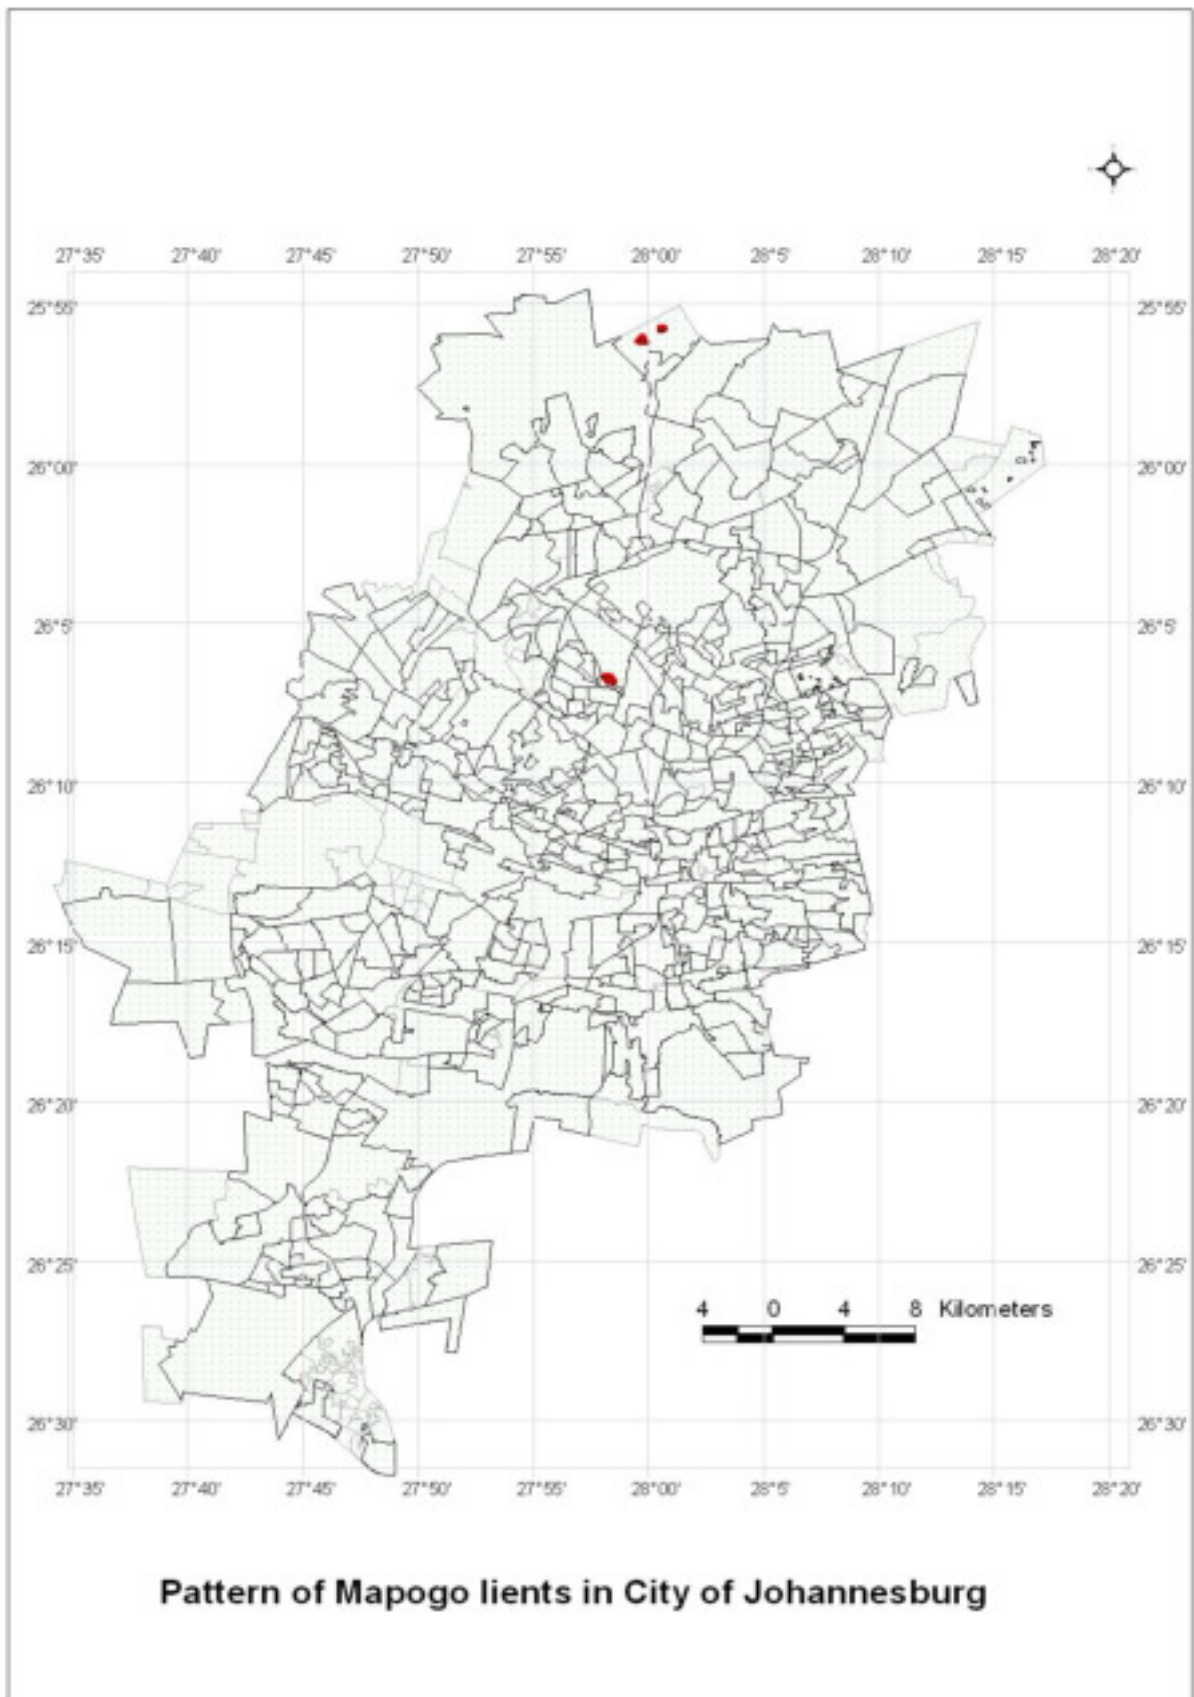 27°35' 27°40' 27°45' 27°50' 27°55' 28°00' 28°5' 28°10' 28°15' 28°20'
25°55' 25°55'
26°00' 26°00'
26°5' 26°5'
26°10' 26°10'
26°15' 26°15'
26°20' 26°20'
26°25' 26°25'
4 0 4 8 Kilometers
26°30' 26°30'
27°35' 27°40' 27°45' 27°50' 27°55' 28°00' 28°5' 28°10' 28°15' 28°20'
Pattern of Mapogo lients in City of Johannesburg